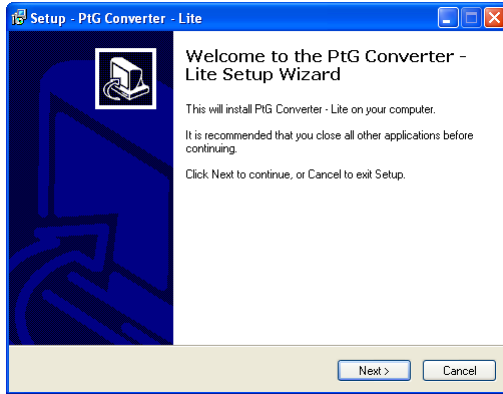 Setup - PtG Converter - Lite
Welcome to the PtG Converter -
Lite Setup Wizard
This will install PtG Converter - Lite on your computer.
It is recommended that you close all other applications before
continuing.
Click Next to continue, or Cancel to exit Setup.
Next >
Cancel